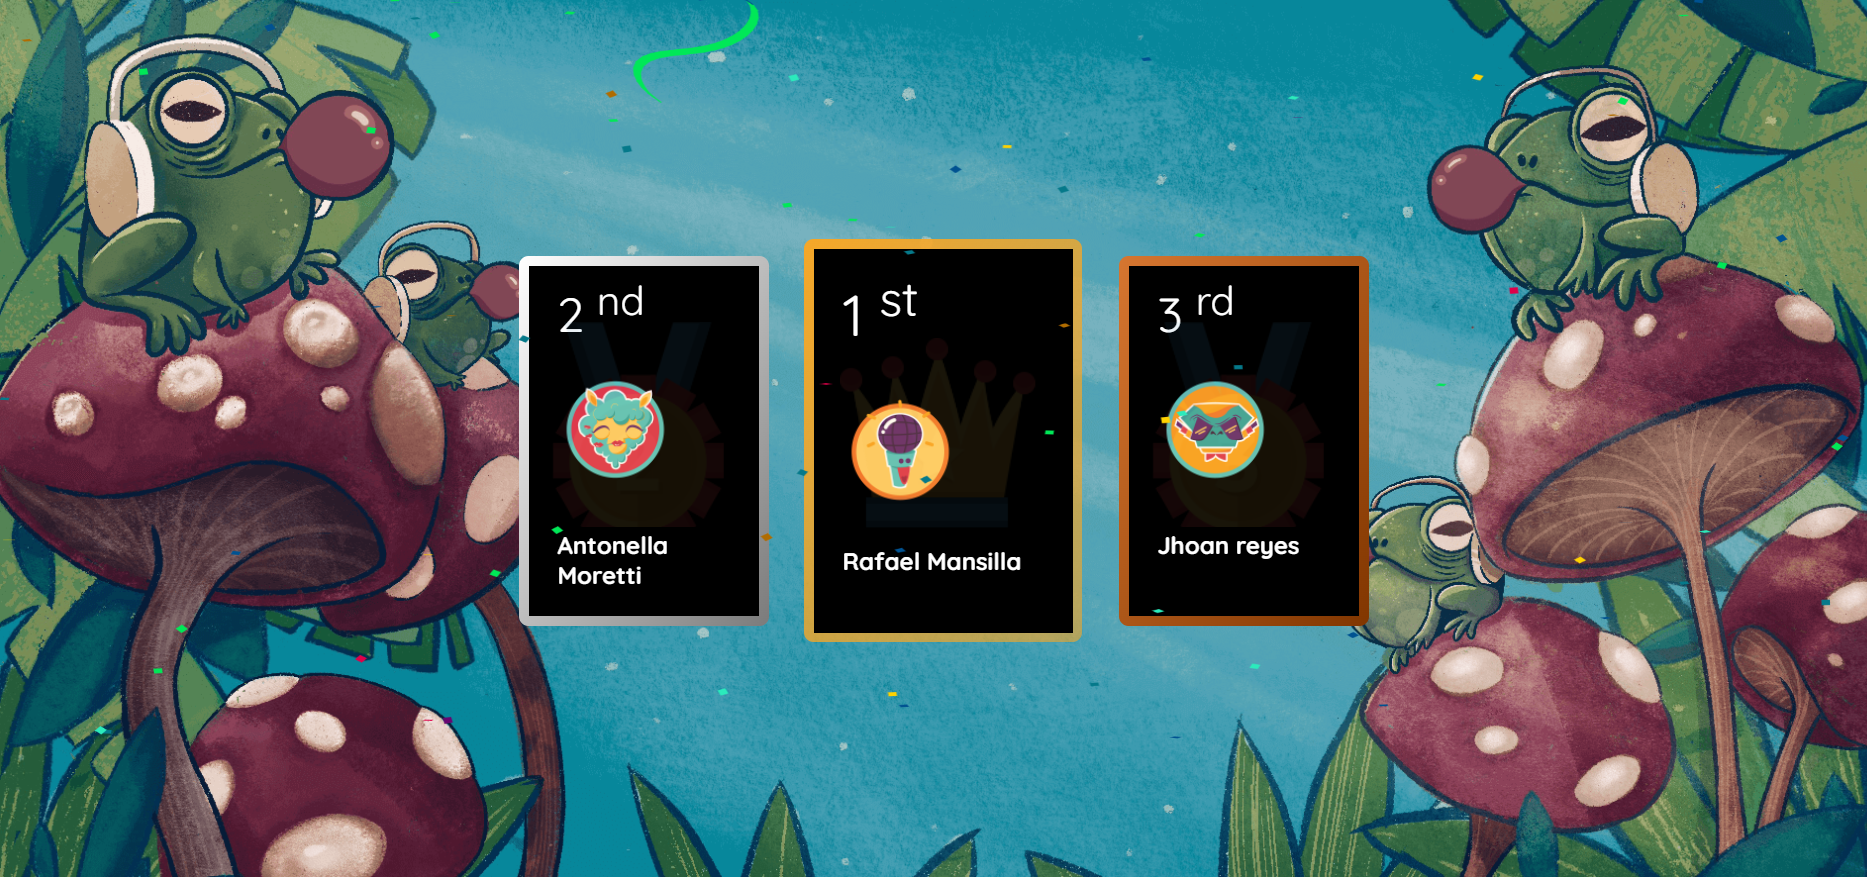 2 nd
Antonella
Moretti
1 st
Rafael Mansilla
3 rd
Jhoan reyes